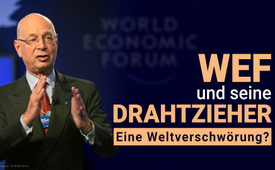 WORLD
ECONOMIC
FORUM
WEF
und seine
DRAHTZIEHER
Eine Weltverschwörung?